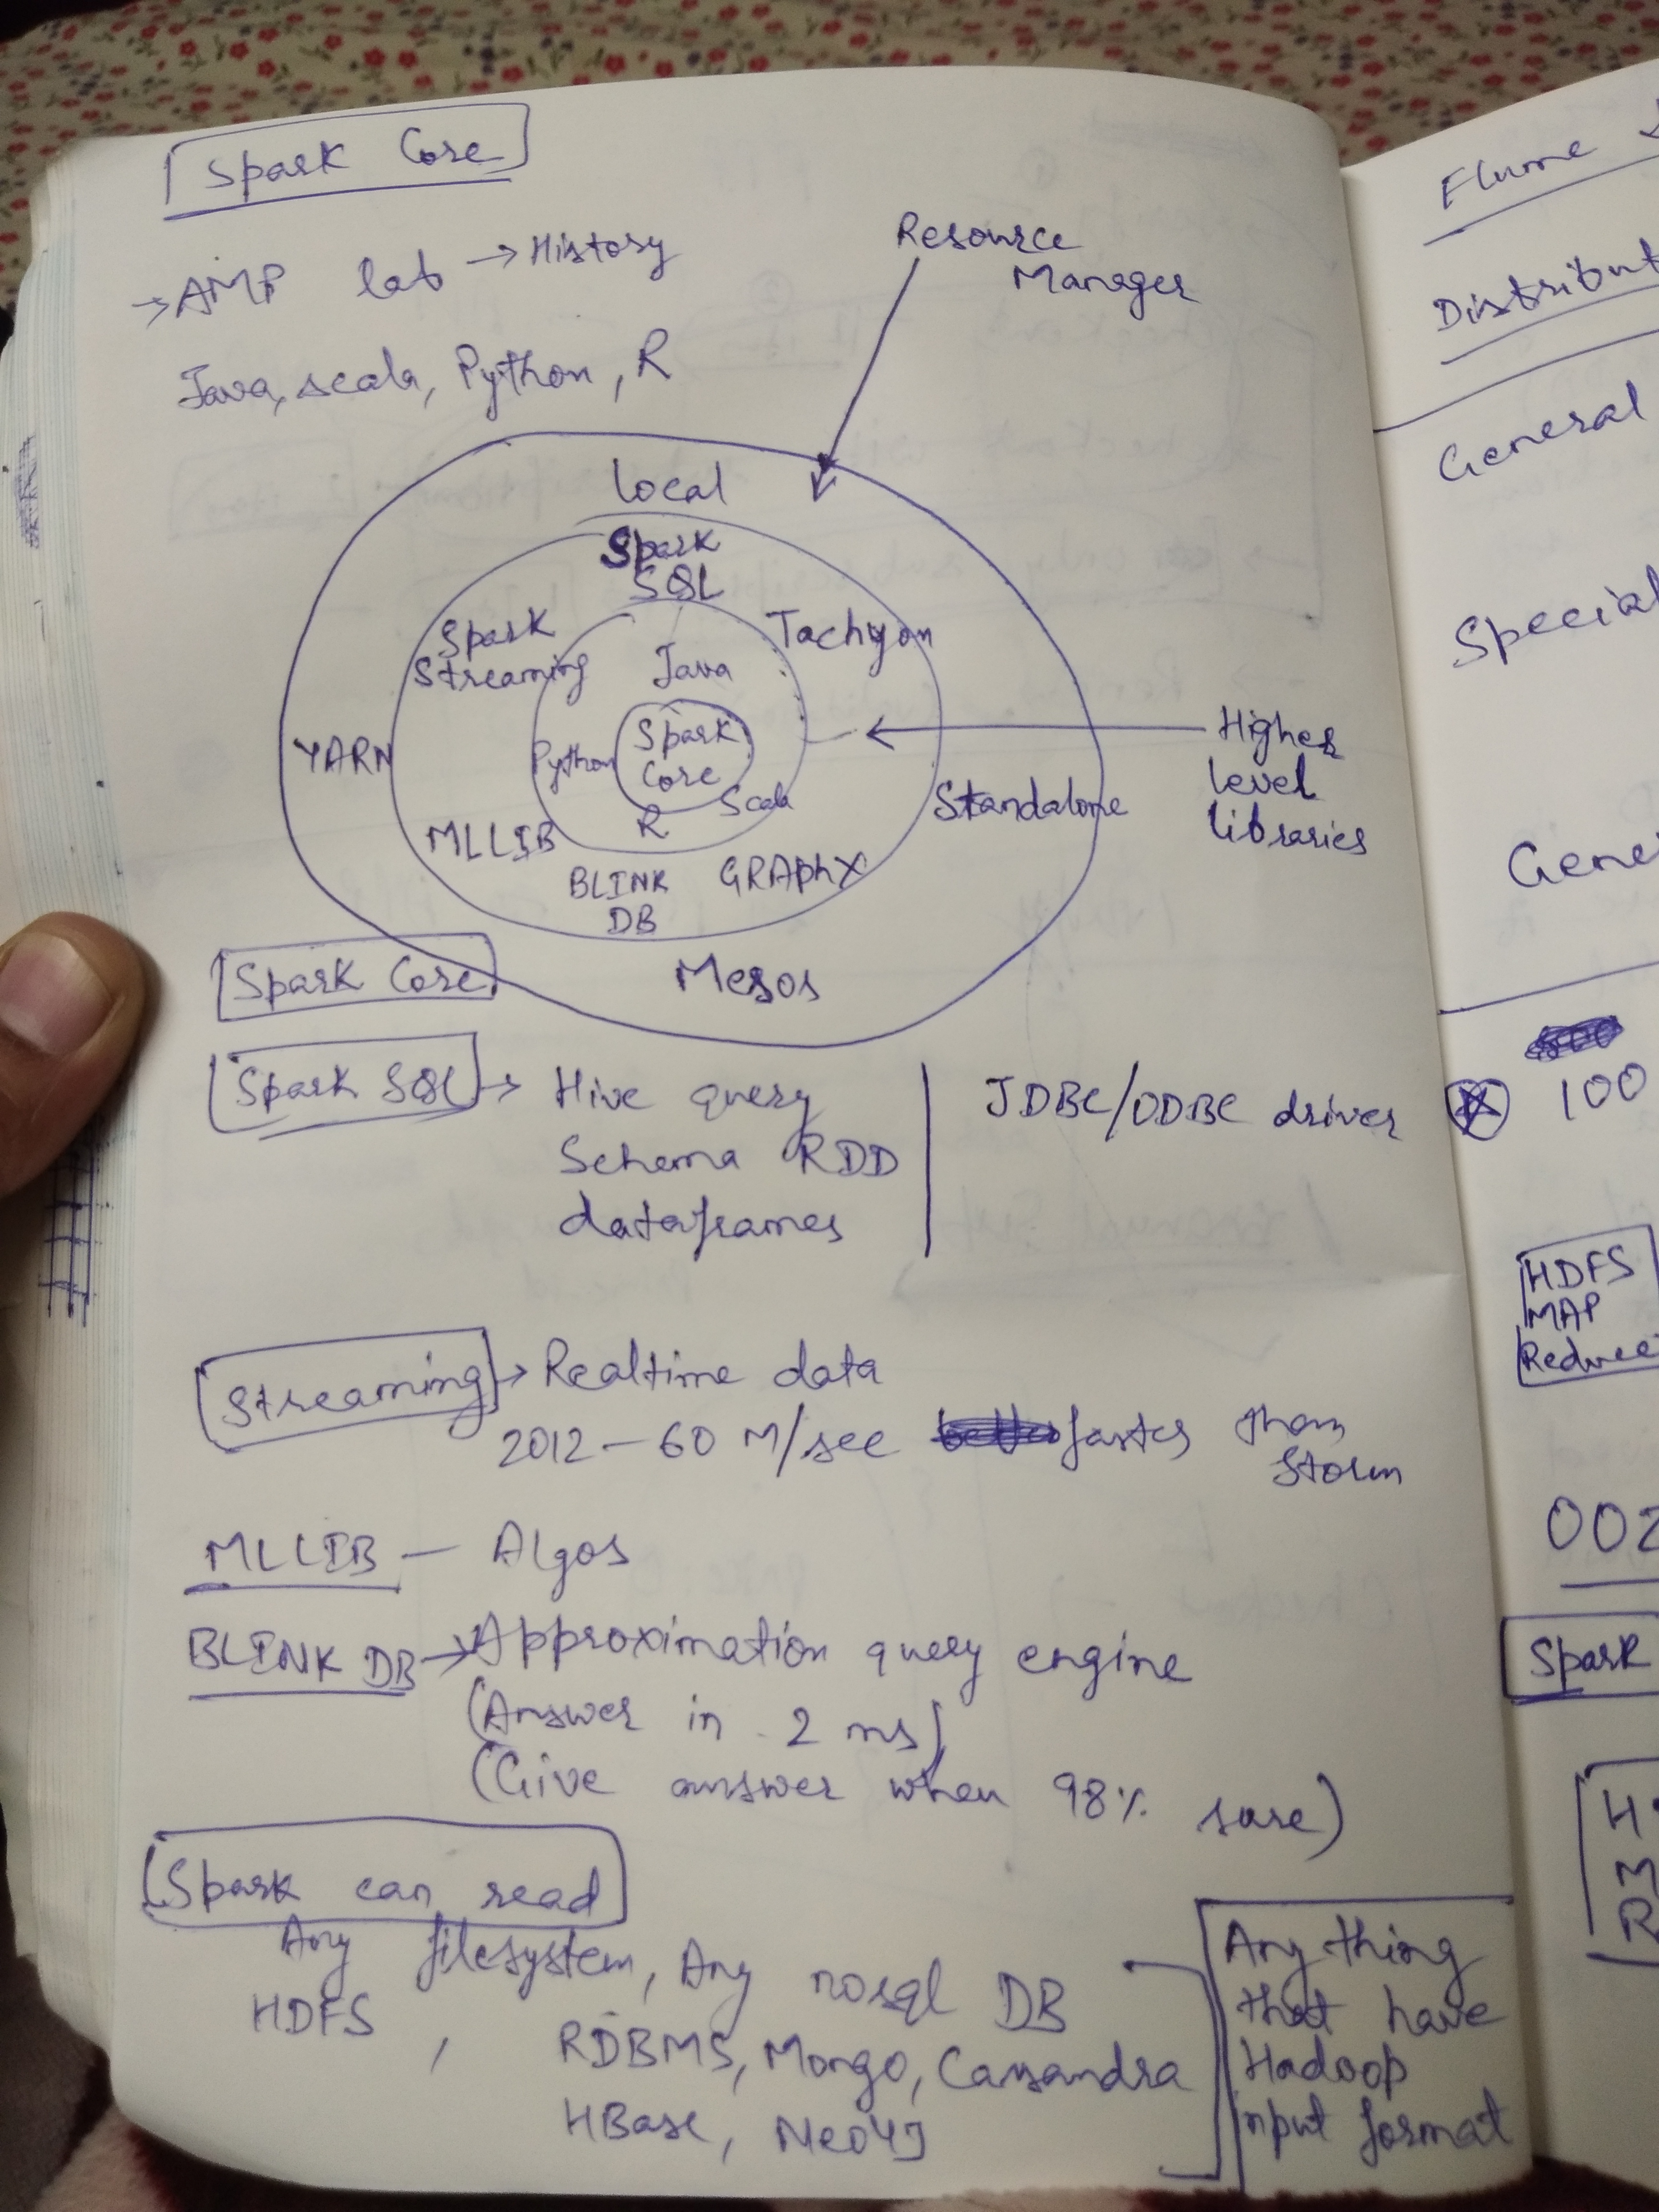 Spark Core
→ AMP lab → History
Java, scala, Python, R
Resource
Manager
local
Spark
SQL
Spark
Streaming
Tachyon
Java
YARN
Python
Spark
Core
Scala
R
Standalone
Higher
level
libraries
MLLIB
BLINK
DB
GRAphX
Mesos
Spark Core
Spark SQL → Hive query
Schema RDD
dataframes
JDBC/ODBC driver
Streaming → Realtime data
2012 – 60 M/sec faster than
Storm
MLLIB — Algos
BLINK DB → Approximation query engine
(Answer in 2 ms)
(Give answer when 98% sure)
Spark can read
Any filesystem, Any nosql DB
HDFS , RDBMS, Mongo, Cassandra
HBase, Neo4J
Any thing
that have
Hadoop
input format
Flume
Distribut
General
Special
Gene
100
HDFS
MAP
Reduce
002
Spark
H
M
R